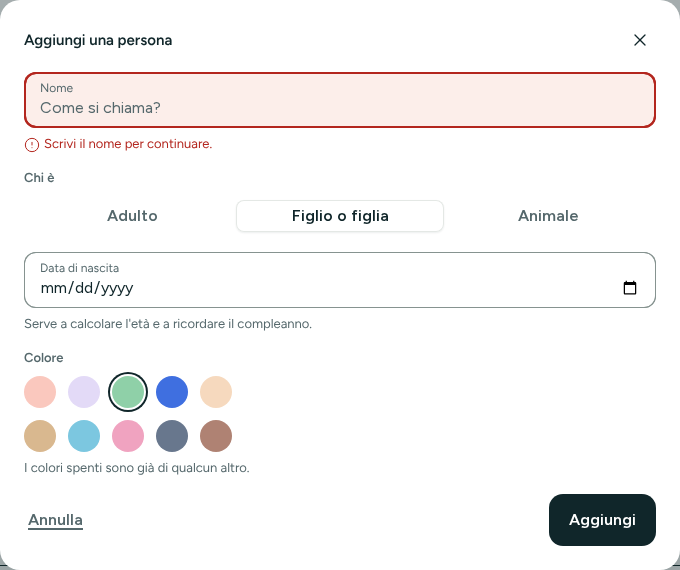 Aggiungi una persona
Nome
Come si chiama?
Scrivi il nome per continuare.
Chi è
Adulto
Figlio o figlia
Animale
Data di nascita
mm/dd/yyyy
Serve a calcolare l'età e a ricordare il compleanno.
Colore
I colori spenti sono già di qualcun altro.
Annulla
Aggiungi